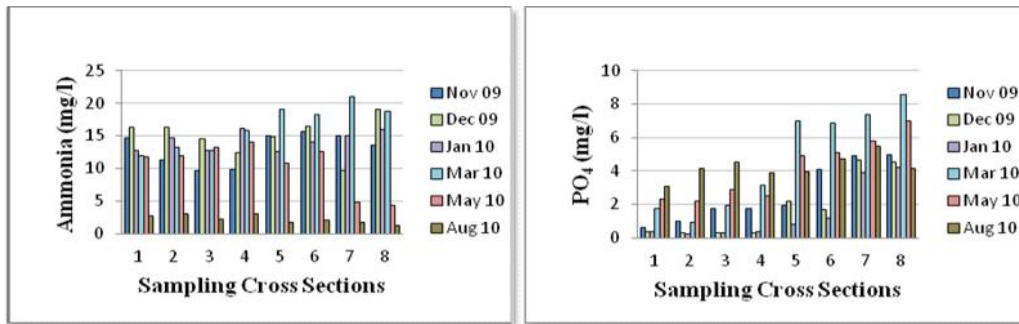 Ammonia (mg/l)
25
20
15
10
5
0
1 2 3 4 5 6 7 8
Sampling Cross Sections
Nov 09
Dec 09
Jan 10
Mar 10
May 10
Aug 10
PO4 (mg/l)
10
8
6
4
2
0
1 2 3 4 5 6 7 8
Sampling Cross Sections
Nov 09
Dec 09
Jan 10
Mar 10
May 10
Aug 10